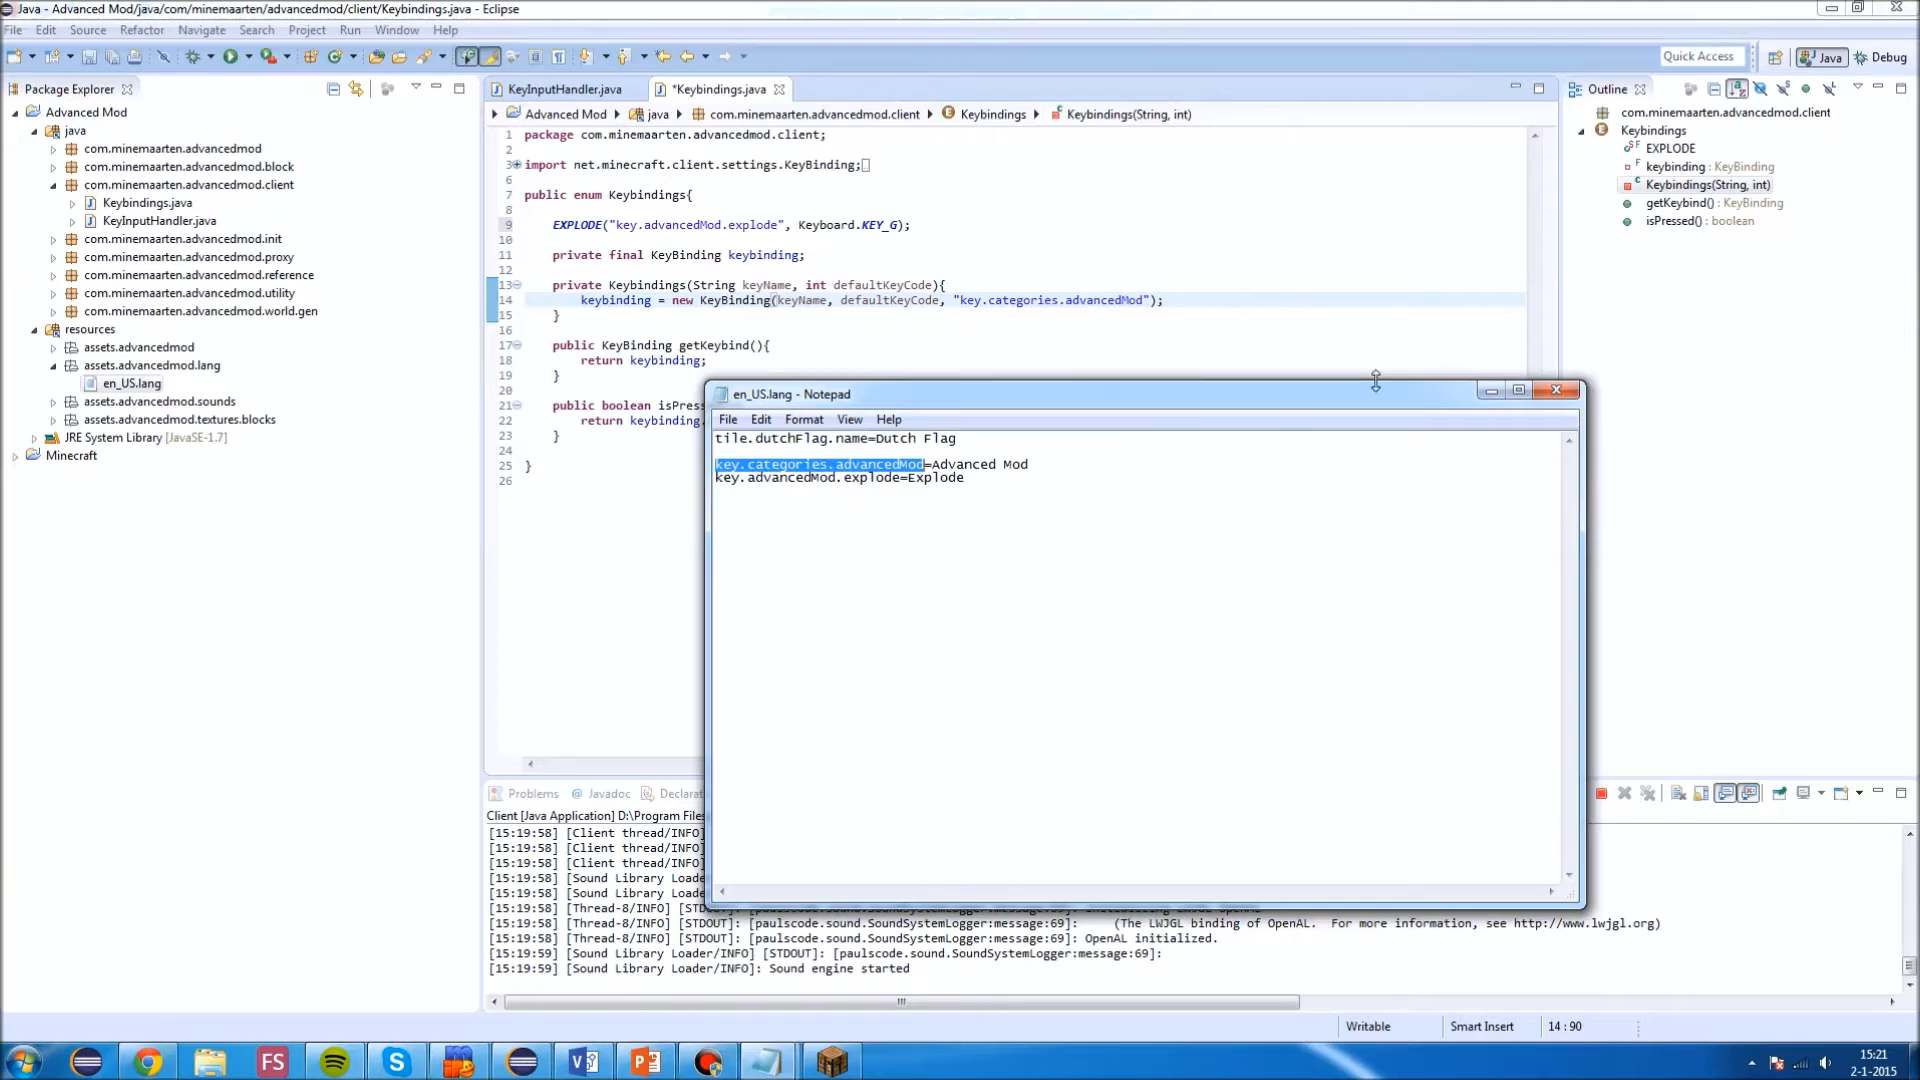 Java - Advanced Mod/java/com/minemaarten/advancedmod/client/Keybindings.java - Eclipse
File Edit Source Refactor Navigate Search Project Run Window Help
Quick Access
Java
Debug
Package Explorer
Advanced Mod
java
com.minemaarten.advancedmod
com.minemaarten.advancedmod.block
com.minemaarten.advancedmod.client
Keybindings.java
KeyInputHandler.java
com.minemaarten.advancedmod.init
com.minemaarten.advancedmod.proxy
com.minemaarten.advancedmod.reference
com.minemaarten.advancedmod.utility
com.minemaarten.advancedmod.world.gen
resources
assets.advancedmod
assets.advancedmod.lang
en_US.lang
assets.advancedmod.sounds
assets.advancedmod.textures.blocks
JRE System Library [JavaSE-1.7]
Minecraft
KeyInputHandler.java
*Keybindings.java
Advanced Mod java com.minemaarten.advancedmod.client Keybindings Keybindings(String, int)
1 package com.minemaarten.advancedmod.client;
2
3 import net.minecraft.client.settings.KeyBinding;
6
7 public enum Keybindings{
8
9 EXPLODE("key.advancedMod.explode", Keyboard.KEY_G);
10
11 private final KeyBinding keybinding;
12
13 private Keybindings(String keyName, int defaultKeyCode){
14 keybinding = new KeyBinding(keyName, defaultKeyCode, "key.categories.advancedMod");
15 }
16
17 public KeyBinding getKeybind(){
18 return keybinding;
19 }
20
21 public boolean isPres
22 return keybinding.
23 }
24
25 }
26
Outline
com.minemaarten.advancedmod.client
Keybindings
EXPLODE
keybinding : KeyBinding
Keybindings(String, int)
getKeybind() : KeyBinding
isPressed() : boolean
en_US.lang - Notepad
File Edit Format View Help
tile.dutchFlag.name=Dutch Flag
key.categories.advancedMod=Advanced Mod
key.advancedMod.explode=Explode
Problems Javadoc Declarat
Client [Java Application] D:\Program Files
[15:19:58] [Client thread/INFO]
[15:19:58] [Client thread/INFO]
[15:19:58] [Client thread/INFO]
[15:19:58] [Sound Library Loade
[15:19:58] [Sound Library Loade
[15:19:58] [Thread-8/INFO] [STDOUT]: [paulscode.sound.SoundSystemLogger:message:69]: Initializing LWJGL OpenAL
[15:19:58] [Thread-8/INFO] [STDOUT]: [paulscode.sound.SoundSystemLogger:message:69]: (The LWJGL binding of OpenAL. For more information, see http://www.lwjgl.org)
[15:19:58] [Thread-8/INFO] [STDOUT]: [paulscode.sound.SoundSystemLogger:message:69]: OpenAL initialized.
[15:19:59] [Sound Library Loader/INFO] [STDOUT]: [paulscode.sound.SoundSystemLogger:message:69]:
[15:19:59] [Sound Library Loader/INFO]: Sound engine started
Writable
Smart Insert
14 : 90
FS
15:21
2-1-2015